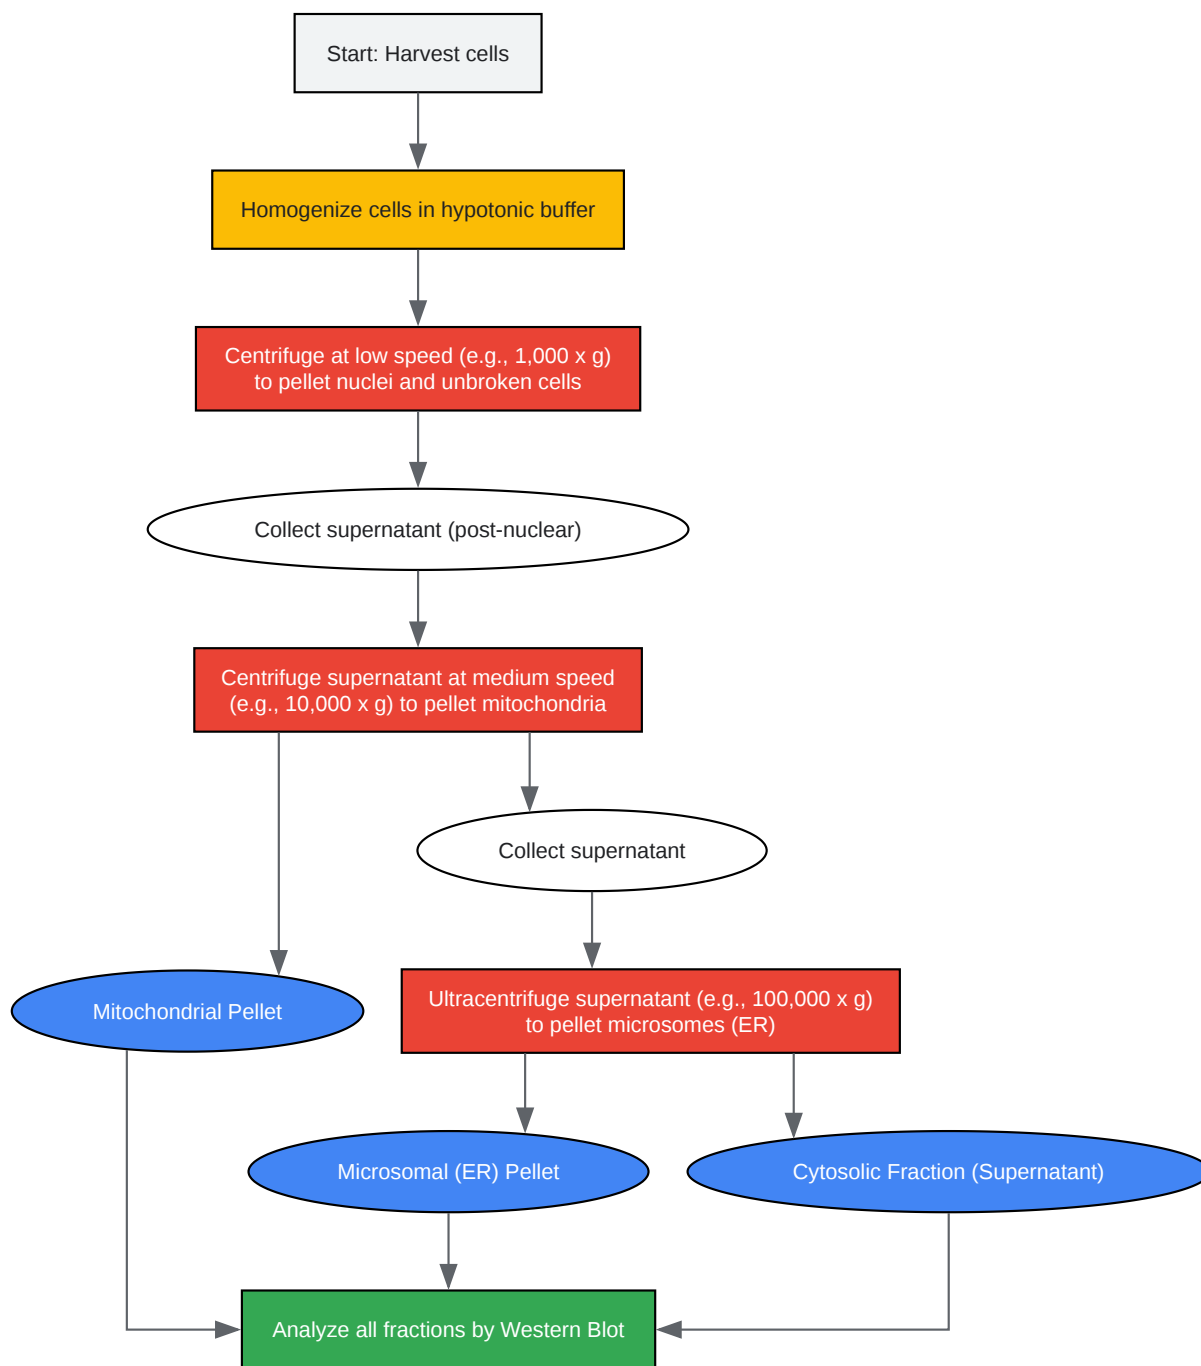 Start: Harvest cells
Homogenize cells in hypotonic buffer
Centrifuge at low speed (e.g., 1,000 x g)
to pellet nuclei and unbroken cells
Collect supernatant (post-nuclear)
Centrifuge supernatant at medium speed
(e.g., 10,000 x g) to pellet mitochondria
Collect supernatant
Mitochondrial Pellet
Ultracentrifuge supernatant (e.g., 100,000 x g)
to pellet microsomes (ER)
Microsomal (ER) Pellet
Cytosolic Fraction (Supernatant)
Analyze all fractions by Western Blot